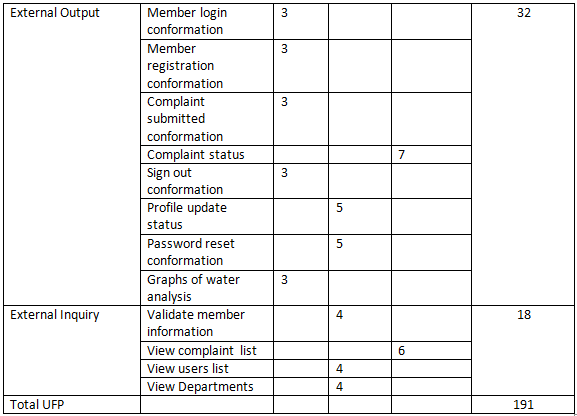 External Output Member login 3 32
conformation
Member 3
registration
conformation
Complaint 3
submitted
conformation
Complaint status 7
Sign out 3
conformation
Profile update 5
status
Password reset 5
conformation
Graphs of water 3
analysis
External Inquiry Validate member 4 18
information
View complaint list 6
View users list 4
View Departments 4
Total UFP 191